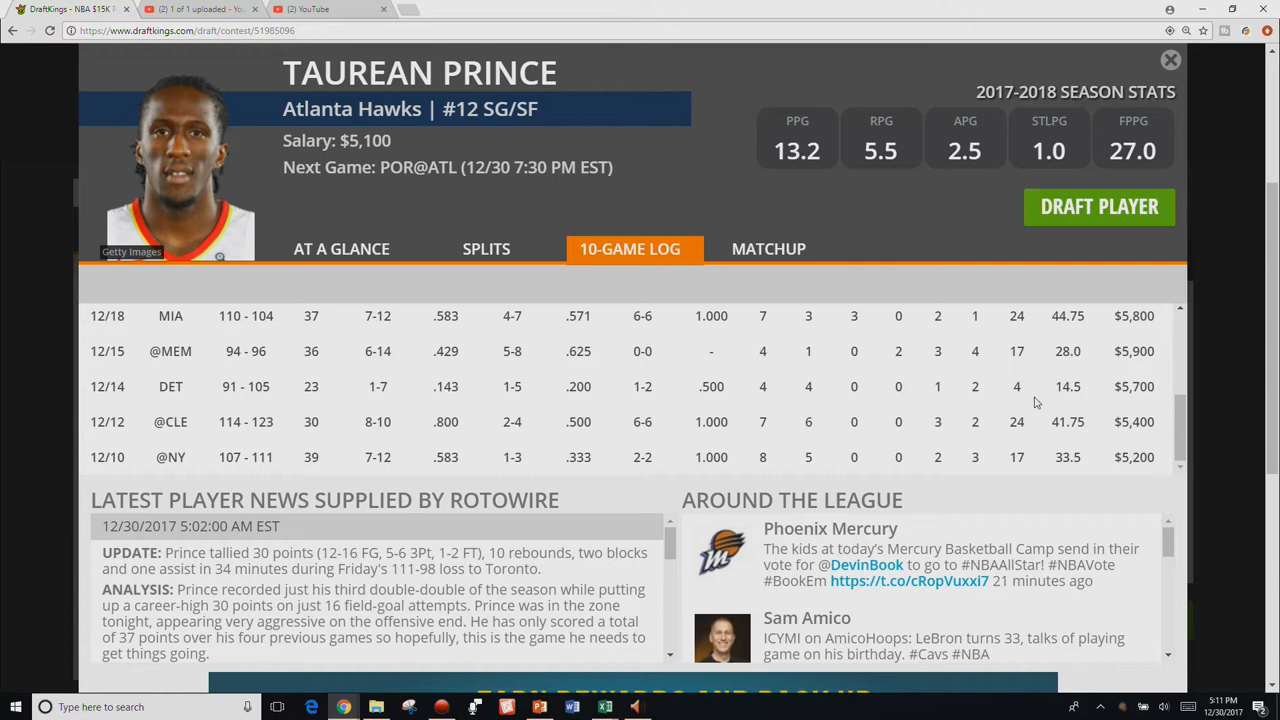 DraftKings - NBA $15K P
(2) 1 of 1 uploaded - You
(2) YouTube
https://www.draftkings.com/draft/contest/51985096
TAUREAN PRINCE
Atlanta Hawks | #12 SG/SF
Salary: $5,100
Next Game: POR@ATL (12/30 7:30 PM EST)
Getty Images
2017-2018 SEASON STATS
PPG RPG APG STLPG FPPG
13.2 5.5 2.5 1.0 27.0
DRAFT PLAYER
AT A GLANCE SPLITS 10-GAME LOG MATCHUP
12/18 MIA 110 - 104 37 7-12 .583 4-7 .571 6-6 1.000 7 3 3 0 2 1 24 44.75 $5,800
12/15 @MEM 94 - 96 36 6-14 .429 5-8 .625 0-0 - 4 1 0 2 3 4 17 28.0 $5,900
12/14 DET 91 - 105 23 1-7 .143 1-5 .200 1-2 .500 4 4 0 0 1 2 4 14.5 $5,700
12/12 @CLE 114 - 123 30 8-10 .800 2-4 .500 6-6 1.000 7 6 0 0 3 2 24 41.75 $5,400
12/10 @NY 107 - 111 39 7-12 .583 1-3 .333 2-2 1.000 8 5 0 0 2 3 17 33.5 $5,200
LATEST PLAYER NEWS SUPPLIED BY ROTOWIRE
12/30/2017 5:02:00 AM EST
UPDATE: Prince tallied 30 points (12-16 FG, 5-6 3Pt, 1-2 FT), 10 rebounds, two blocks
and one assist in 34 minutes during Friday's 111-98 loss to Toronto.
ANALYSIS: Prince recorded just his third double-double of the season while putting
up a career-high 30 points on just 16 field-goal attempts. Prince was in the zone
tonight, appearing very aggressive on the offensive end. He has only scored a total
of 37 points over his four previous games so hopefully, this is the game he needs to
get things going.
AROUND THE LEAGUE
Phoenix Mercury
The kids at today's Mercury Basketball Camp send in their
vote for @DevinBook to go to #NBAAllStar! #NBAVote
#BookEm https://t.co/cRopVuxxi7 21 minutes ago
Sam Amico
ICYMI on AmicoHoops: LeBron turns 33, talks of playing
game on his birthday. #Cavs #NBA
EARN REWARDS AND BACK UP
Type here to search
5:11 PM
12/30/2017